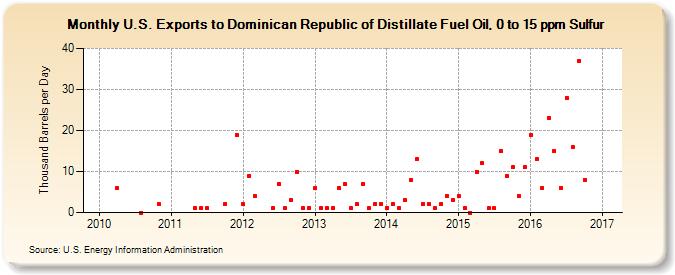 Monthly U.S. Exports to Dominican Republic of Distillate Fuel Oil, 0 to 15 ppm Sulfur
Thousand Barrels per Day
40
30
20
10
0
2010 2011 2012 2013 2014 2015 2016 2017
Source: U.S. Energy Information Administration